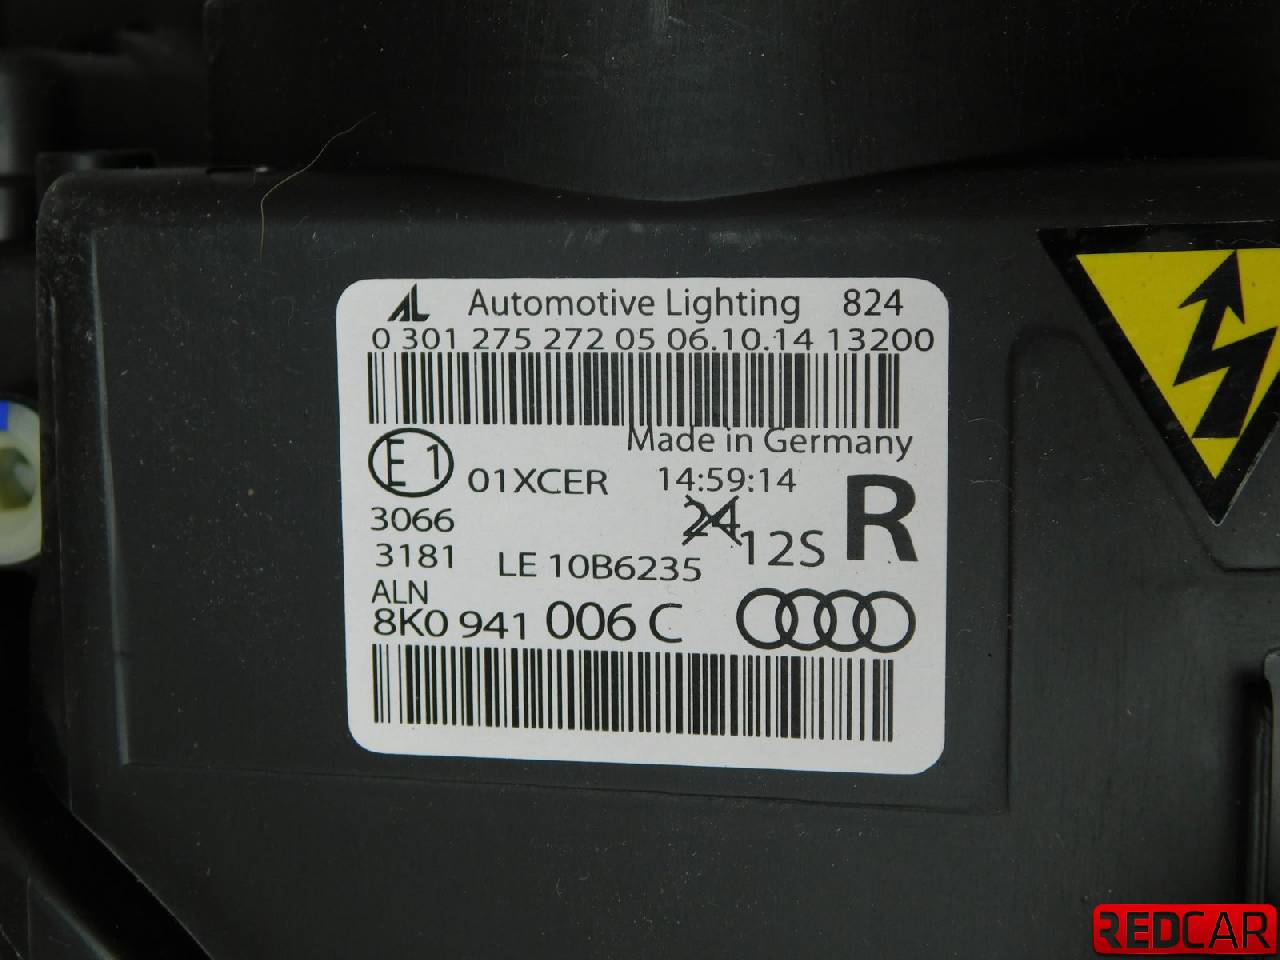 AL Automotive Lighting 824
0 301 275 272 05 06.10.14 13200
Made in Germany
E1 01XCER 14:59:14 R
3066 24 12S
3181 LE 10B6235
ALN
8K0 941 006 C
REDCAR